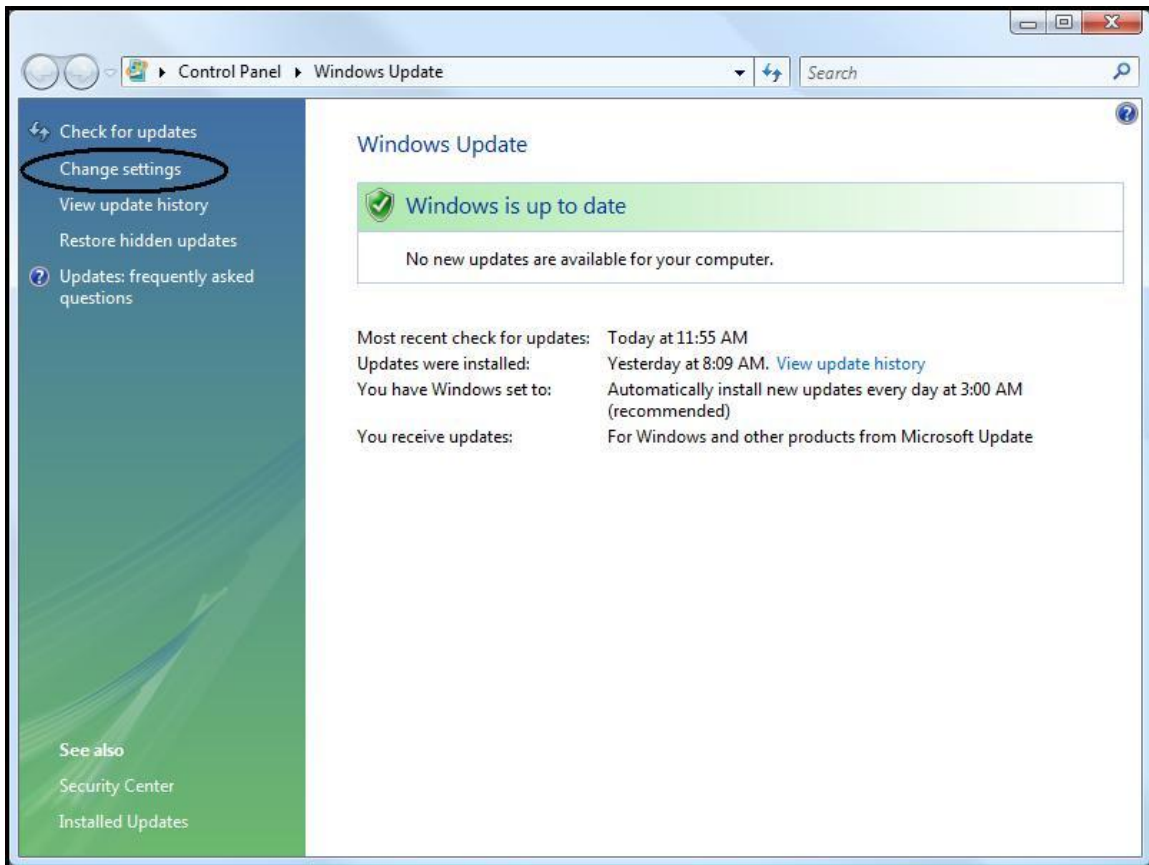 Control Panel Windows Update
Search
Check for updates
Change settings
View update history
Restore hidden updates
Updates: frequently asked
questions
See also
Security Center
Installed Updates
Windows Update
Windows is up to date
No new updates are available for your computer.
Most recent check for updates: Today at 11:55 AM
Updates were installed: Yesterday at 8:09 AM. View update history
You have Windows set to: Automatically install new updates every day at 3:00 AM
(recommended)
You receive updates: For Windows and other products from Microsoft Update